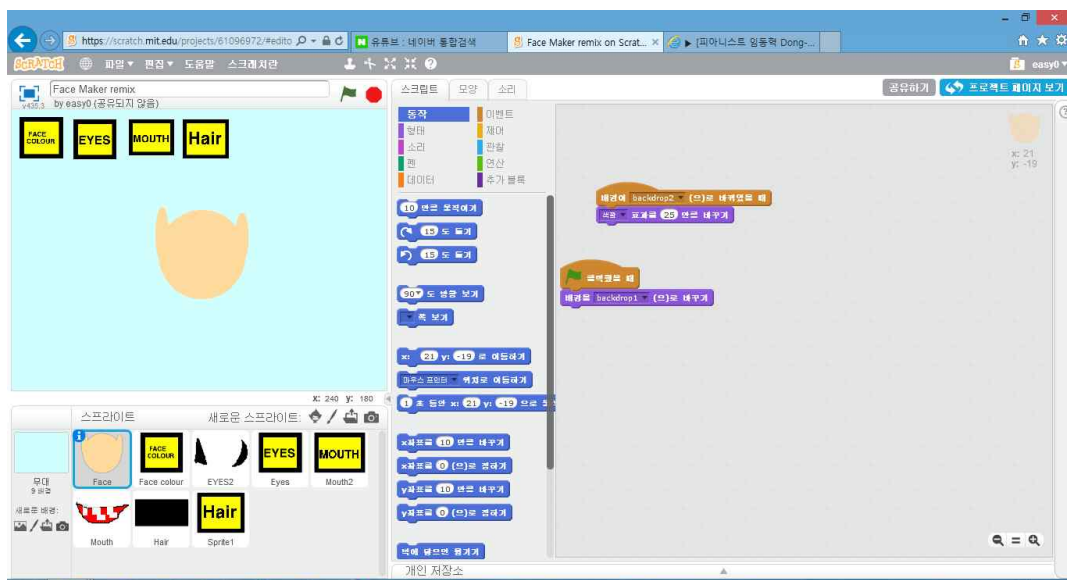 https://scratch.mit.edu/projects/61096972/#edito
유튜브 : 네이버 통합검색
Face Maker remix on Scrat...
▶ [피아니스트 임동혁 Dong-...
SCRATCH
파일▼ 편집▼ 도움말 스크래치란
easy0▼
Face Maker remix
v435.3 by easy0 (공유되지 않음)
스크립트 모양 소리
공유하기
프로젝트 페이지 보기
FACE COLOUR
EYES
MOUTH
Hair
동작 이벤트
형태 제어
소리 관찰
펜 연산
데이터 추가 블록
10 만큼 움직이기
15 도 돌기
15 도 돌기
90▼ 도 방향 보기
쪽 보기
x: 21 y: -19 로 이동하기
마우스 포인터 위치로 이동하기
1 초 동안 x: 21 y: -19 으로
x좌표를 10 만큼 바꾸기
x좌표를 0 (으)로 정하기
y좌표를 10 만큼 바꾸기
y좌표를 0 (으)로 정하기
벽에 닿으면 튕기기
배경이 backdrop2 (으)로 바뀌었을 때
색깔 효과를 25 만큼 바꾸기
클릭했을 때
배경을 backdrop1 (으)로 바꾸기
x: 21
y: -19
X: 240 y: 180
스프라이트 새로운 스프라이트:
무대
9 배경
새로운 배경:
FACE COLOUR
EYES
MOUTH
Face
Face colour
EYES2
Eyes
Mouth2
Hair
Mouth
Hair
Sprite1
개인 저장소